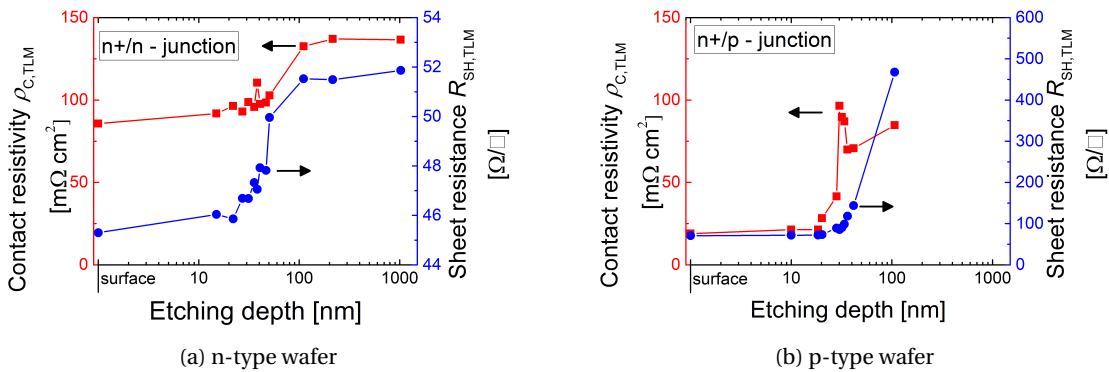 n+/n - junction
Contact resistivity ρC,TLM
[mΩ cm²]
150
100
50
0
54
52
50
48
46
44
Sheet resistance RSH,TLM
[Ω/□]
surface
10
100
1000
Etching depth [nm]
(a) n-type wafer
n+/p - junction
Contact resistivity ρC,TLM
[mΩ cm²]
150
100
50
0
600
500
400
300
200
100
0
Sheet resistance RSH,TLM
[Ω/□]
surface
10
100
1000
Etching depth [nm]
(b) p-type wafer